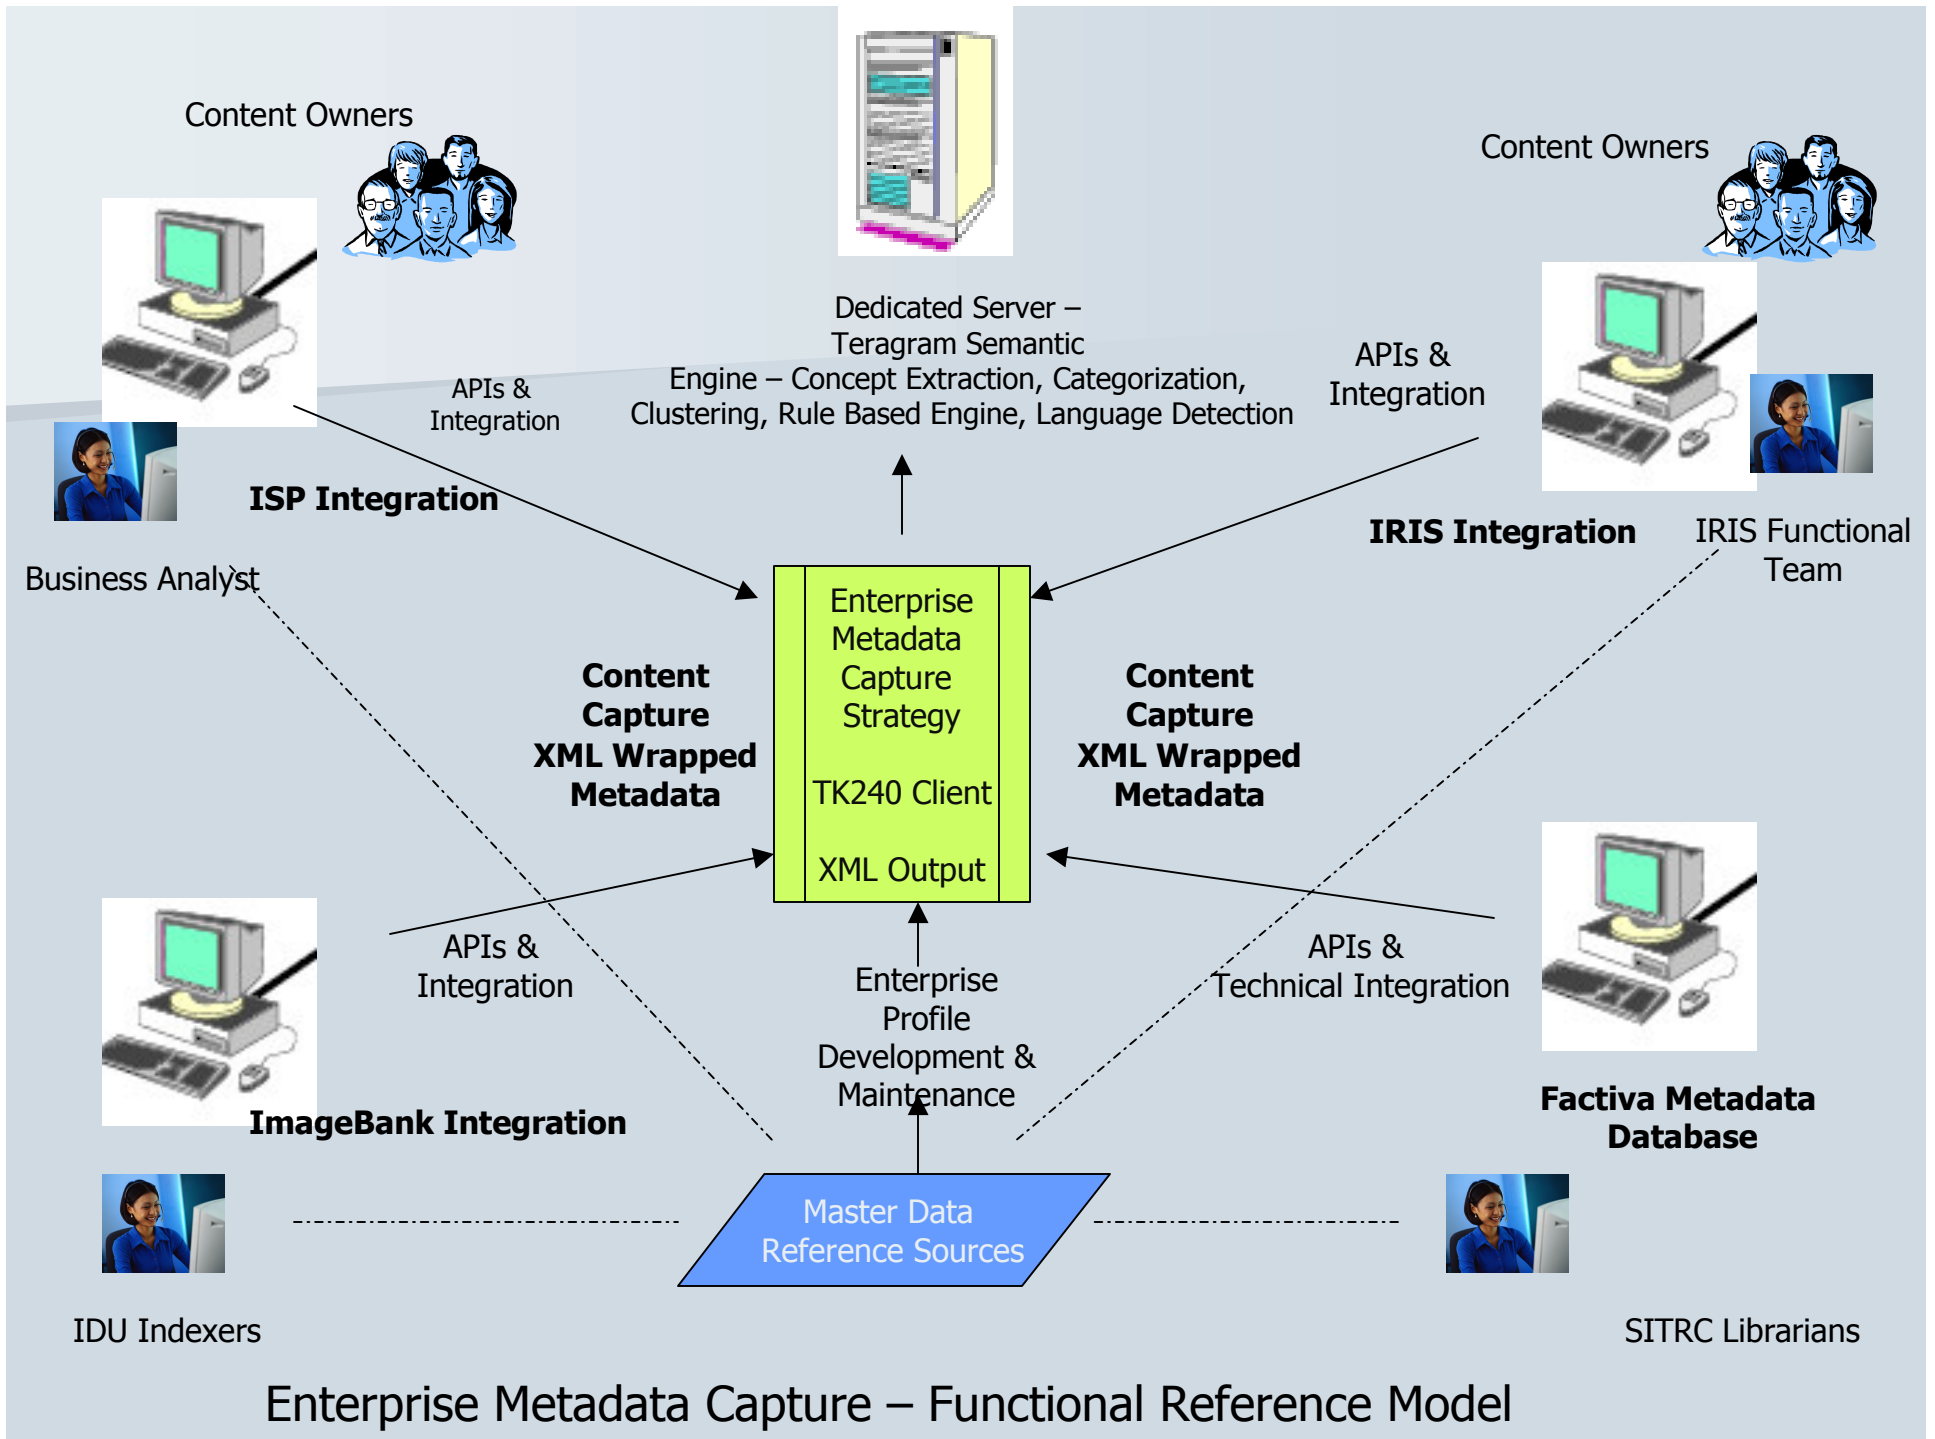 Content Owners
Content Owners
Dedicated Server –
Teragram Semantic
Engine – Concept Extraction, Categorization,
Clustering, Rule Based Engine, Language Detection
APIs &
Integration
APIs &
Integration
ISP Integration
IRIS Integration
IRIS Functional
Team
Business Analyst
Enterprise
Metadata
Capture
Strategy
TK240 Client
XML Output
Content
Capture
XML Wrapped
Metadata
Content
Capture
XML Wrapped
Metadata
APIs &
Integration
Enterprise
Profile
Development &
Maintenance
APIs &
Technical Integration
ImageBank Integration
Factiva Metadata
Database
Master Data
Reference Sources
IDU Indexers
SITRC Librarians
Enterprise Metadata Capture – Functional Reference Model